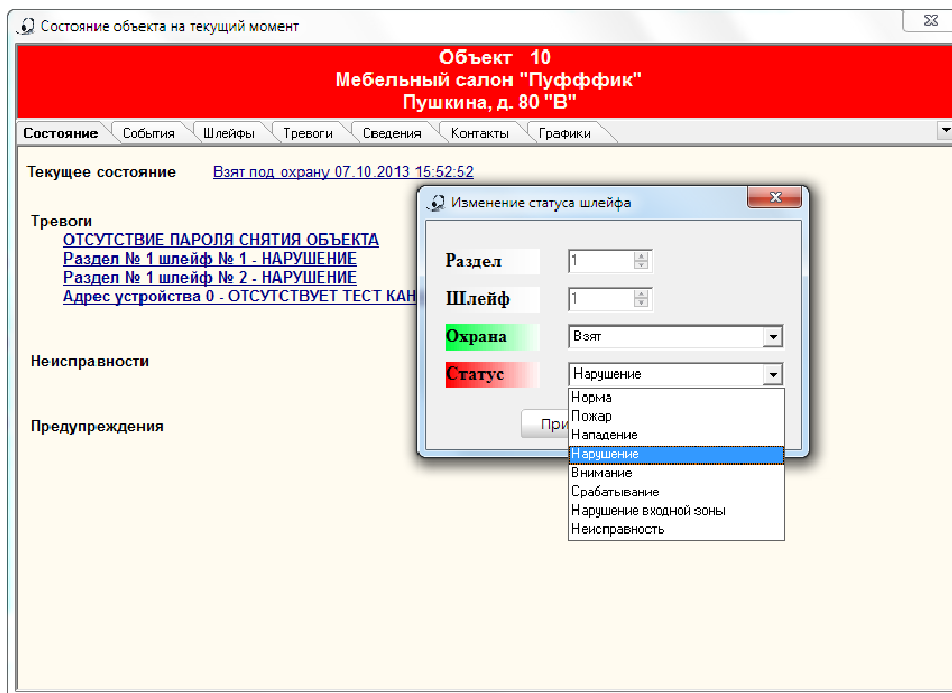 Состояние объекта на текущий момент
Объект 10
Мебельный салон "Пуфффик"
Пушкина, д. 80 "В"
Состояние События Шлейфы Тревоги Сведения Контакты Графики
Текущее состояние Взят под охрану 07.10.2013 15:52:52
Тревоги
ОТСУТСТВИЕ ПАРОЛЯ СНЯТИЯ ОБЪЕКТА
Раздел № 1 шлейф № 1 - НАРУШЕНИЕ
Раздел № 1 шлейф № 2 - НАРУШЕНИЕ
Адрес устройства 0 - ОТСУТСТВУЕТ ТЕСТ КАН
Неисправности
Предупреждения
Изменение статуса шлейфа
Раздел 1
Шлейф 1
Охрана Взят
Статус Нарушение
При
Норма
Пожар
Нападение
Нарушение
Внимание
Срабатывание
Нарушение входной зоны
Неисправность